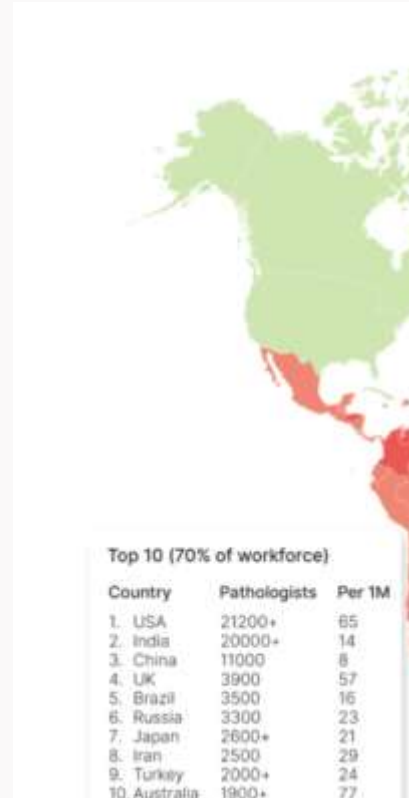 Top 10 (70% of workforce)
Country Pathologists Per 1M
1. USA 21200+ 65
2. India 20000+ 14
3. China 11000 8
4. UK 3900 57
5. Brazil 3500 16
6. Russia 3300 23
7. Japan 2600+ 21
8. Iran 2500 29
9. Turkey 2000+ 24
10. Australia 1900+ 77